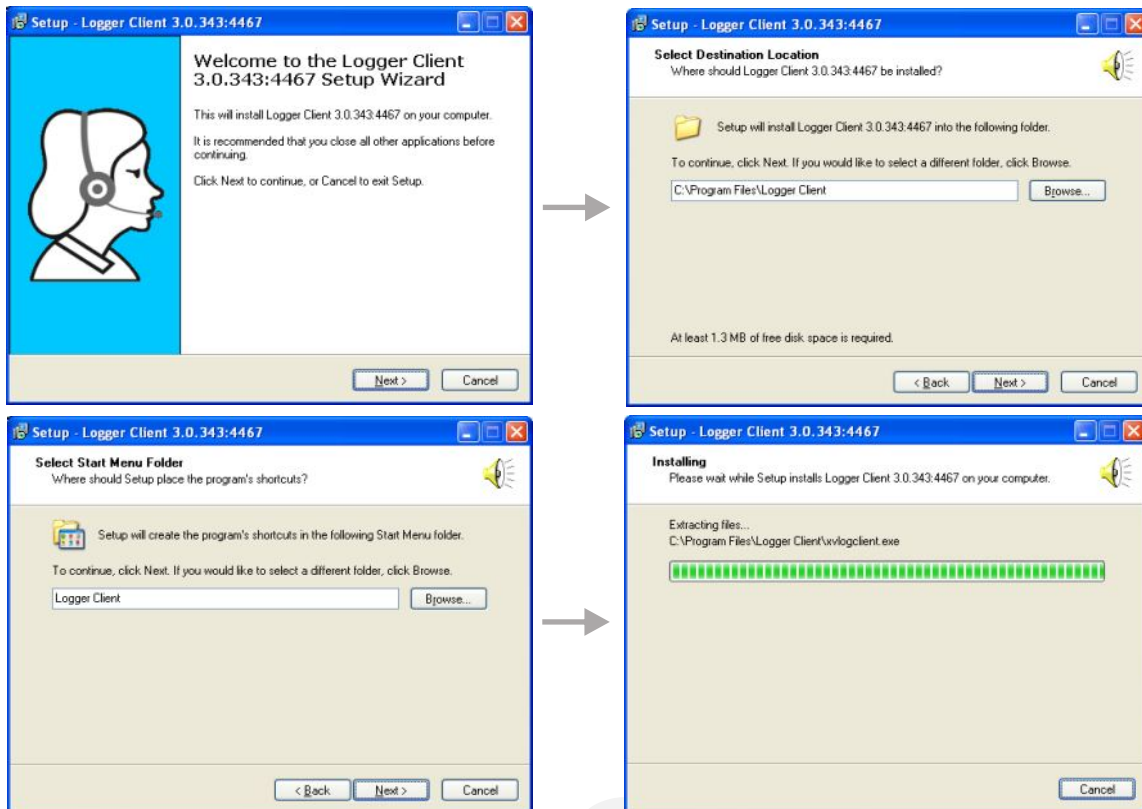 Setup - Logger Client 3.0.343:4467
Welcome to the Logger Client
3.0.343:4467 Setup Wizard
This will install Logger Client 3.0.343:4467 on your computer.
It is recommended that you close all other applications before
continuing.
Click Next to continue, or Cancel to exit Setup.
Next >
Cancel
Setup - Logger Client 3.0.343:4467
Select Destination Location
Where should Logger Client 3.0.343:4467 be installed?
Setup will install Logger Client 3.0.343:4467 into the following folder.
To continue, click Next. If you would like to select a different folder, click Browse.
C:\Program Files\Logger Client
Browse...
At least 1.3 MB of free disk space is required.
< Back
Next >
Cancel
Setup - Logger Client 3.0.343:4467
Select Start Menu Folder
Where should Setup place the program's shortcuts?
Setup will create the program's shortcuts in the following Start Menu folder.
To continue, click Next. If you would like to select a different folder, click Browse.
Logger Client
Browse...
< Back
Next >
Cancel
Setup - Logger Client 3.0.343:4467
Installing
Please wait while Setup installs Logger Client 3.0.343:4467 on your computer.
Extracting files...
C:\Program Files\Logger Client\xvlogclient.exe
Cancel